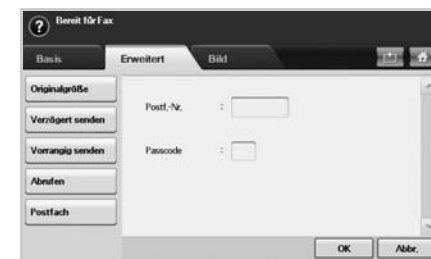 ? Bereit für Fax
Basis Erweitert Bild
Originalgröße
Verzögert senden
Vorrangig senden
Abrufen
Postfach
Postf.-Nr. :
Passcode :
OK Abbr.